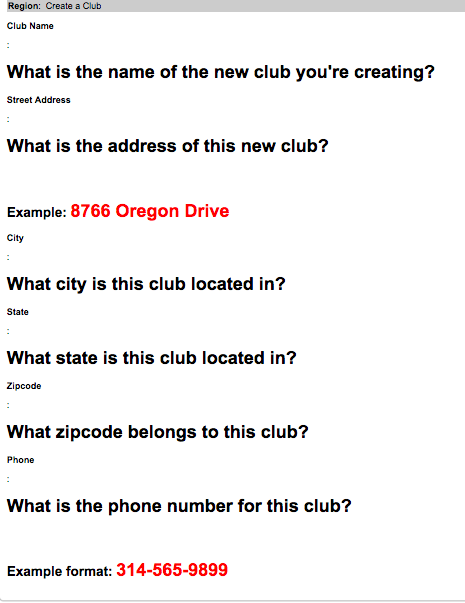 Region: Create a Club
Club Name
:
What is the name of the new club you're creating?
Street Address
:
What is the address of this new club?
Example: 8766 Oregon Drive
City
:
What city is this club located in?
State
:
What state is this club located in?
Zipcode
:
What zipcode belongs to this club?
Phone
:
What is the phone number for this club?
Example format: 314-565-9899